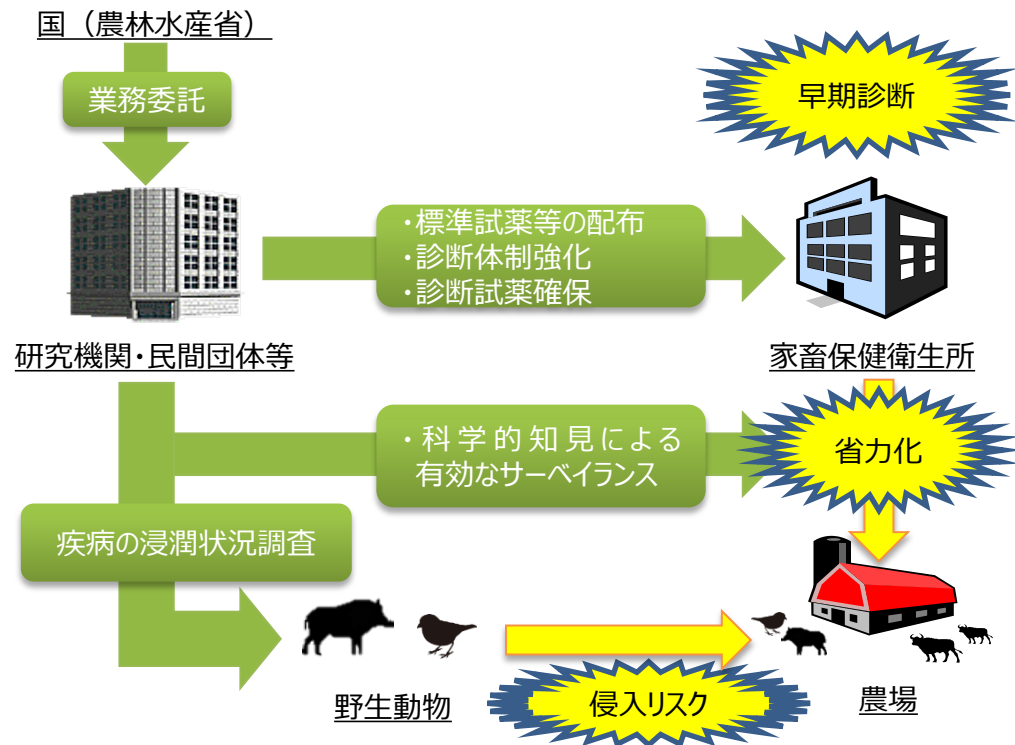 国（農林水産省）
業務委託
早期診断
・標準試薬等の配布
・診断体制強化
・診断試薬確保
研究機関・民間団体等
家畜保健衛生所
・科学的知見による
有効なサーベイランス
省力化
疾病の浸潤状況調査
野生動物
侵入リスク
農場